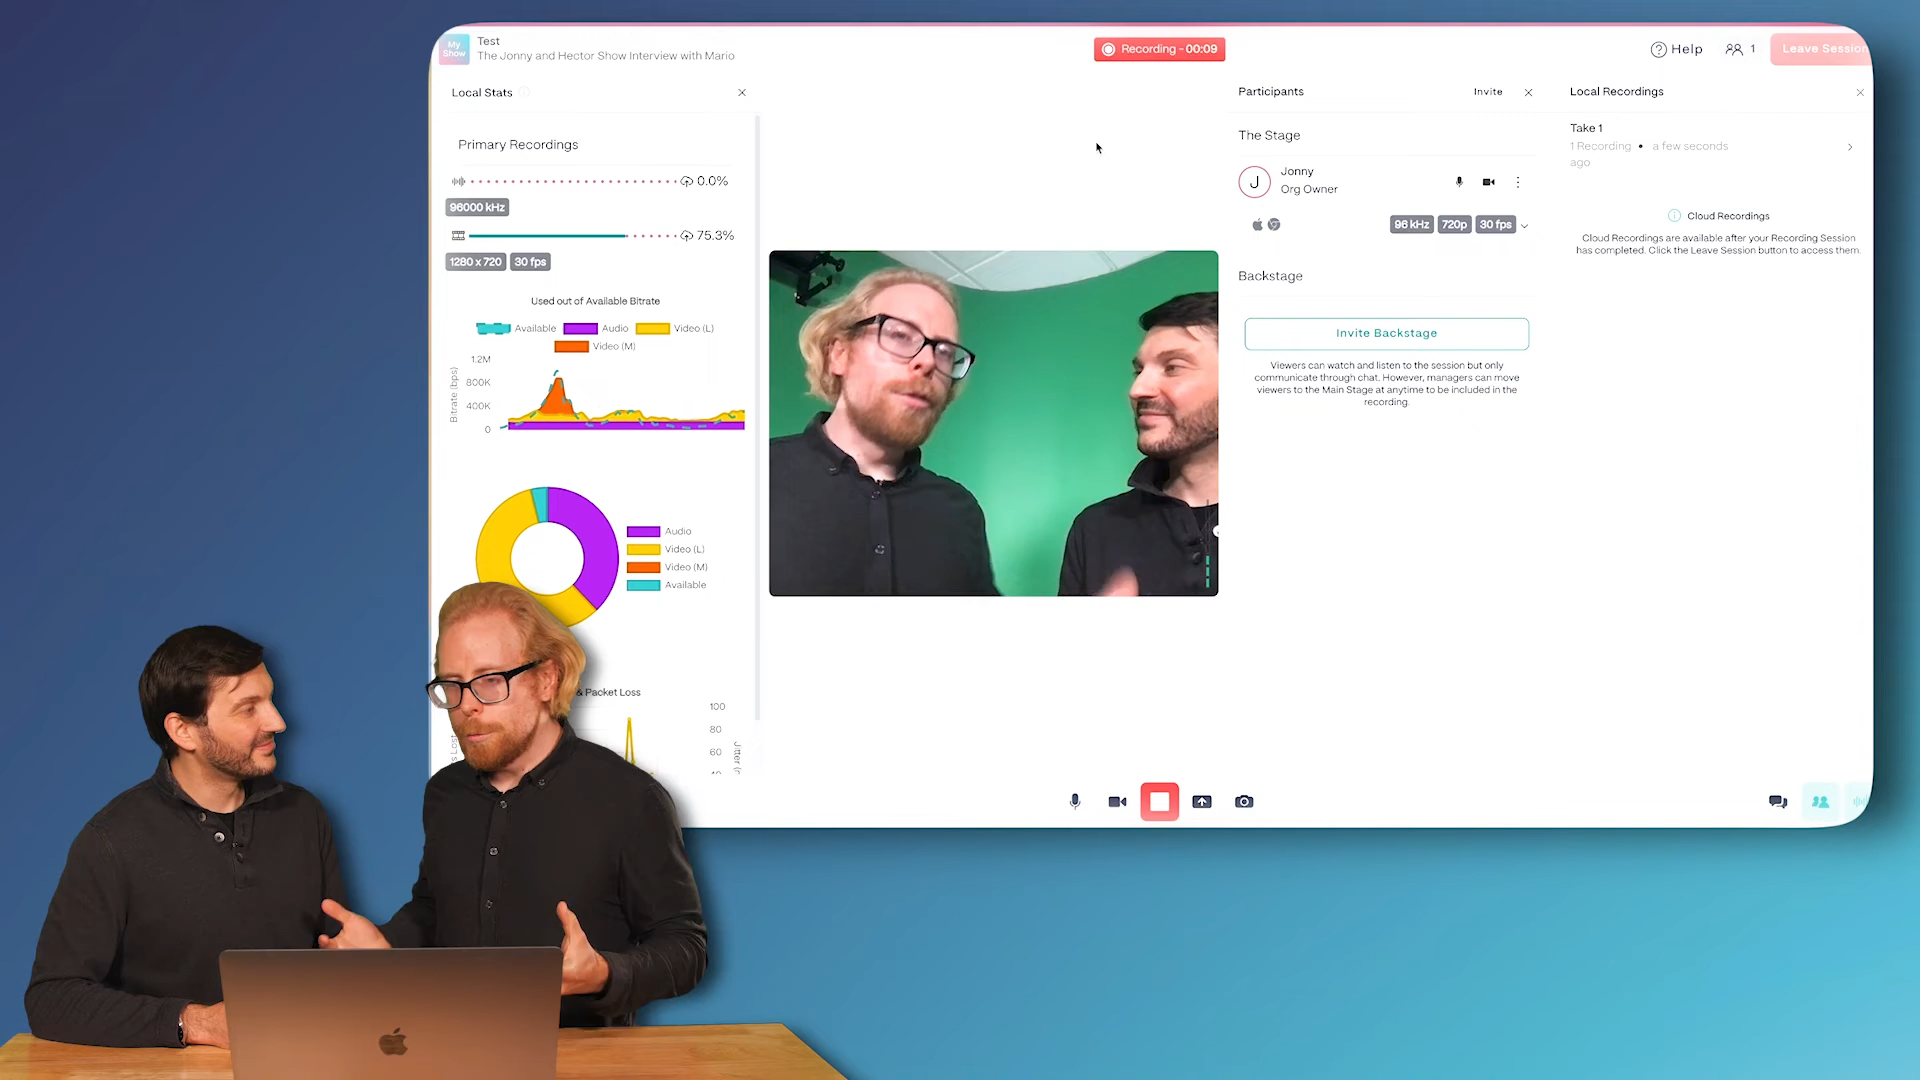 My
Show
Test
The Jonny and Hector Show Interview with Mario
Recording - 00:09
Help
1
Leave Session
Local Stats
Primary Recordings
0.0%
96000 kHz
75.3%
1280 x 720
30 fps
Used out of Available Bitrate
Available
Audio
Video (L)
Video (M)
1.2M
800K
400K
0
Bitrate (bps)
Audio
Video (L)
Video (M)
Available
& Packet Loss
100
80
60
Participants
Invite
The Stage
J
Jonny
Org Owner
96 kHz
720p
30 fps
Backstage
Invite Backstage
Viewers can watch and listen to the session but only
communicate through chat. However, managers can move
viewers to the Main Stage at anytime to be included in the
recording.
Local Recordings
Take 1
1 Recording • a few seconds
ago
Cloud Recordings
Cloud Recordings are available after your Recording Session
has completed. Click the Leave Session button to access them.